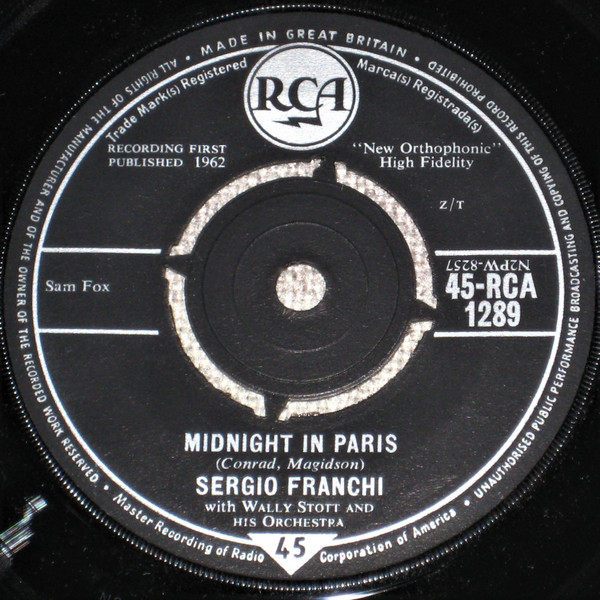 ALL RIGHTS OF THE MANUFACTURER AND OF THE OWNER OF THE RECORDED WORK RESERVED • MADE IN GREAT BRITAIN •
UNAUTHORISED PUBLIC PERFORMANCE BROADCASTING AND COPYING OF THIS RECORD PROHIBITED
Trade Mark(s) Registered
RCA
Marca(s) Registrada(s)
RECORDING FIRST
PUBLISHED 1962
"New Orthophonic"
High Fidelity
Z/T
Sam Fox
N2PW-8257
45-RCA
1289
MIDNIGHT IN PARIS
(Conrad, Magidson)
SERGIO FRANCHI
with WALLY STOTT AND
HIS ORCHESTRA
• Master Recording of Radio Corporation of America •
45